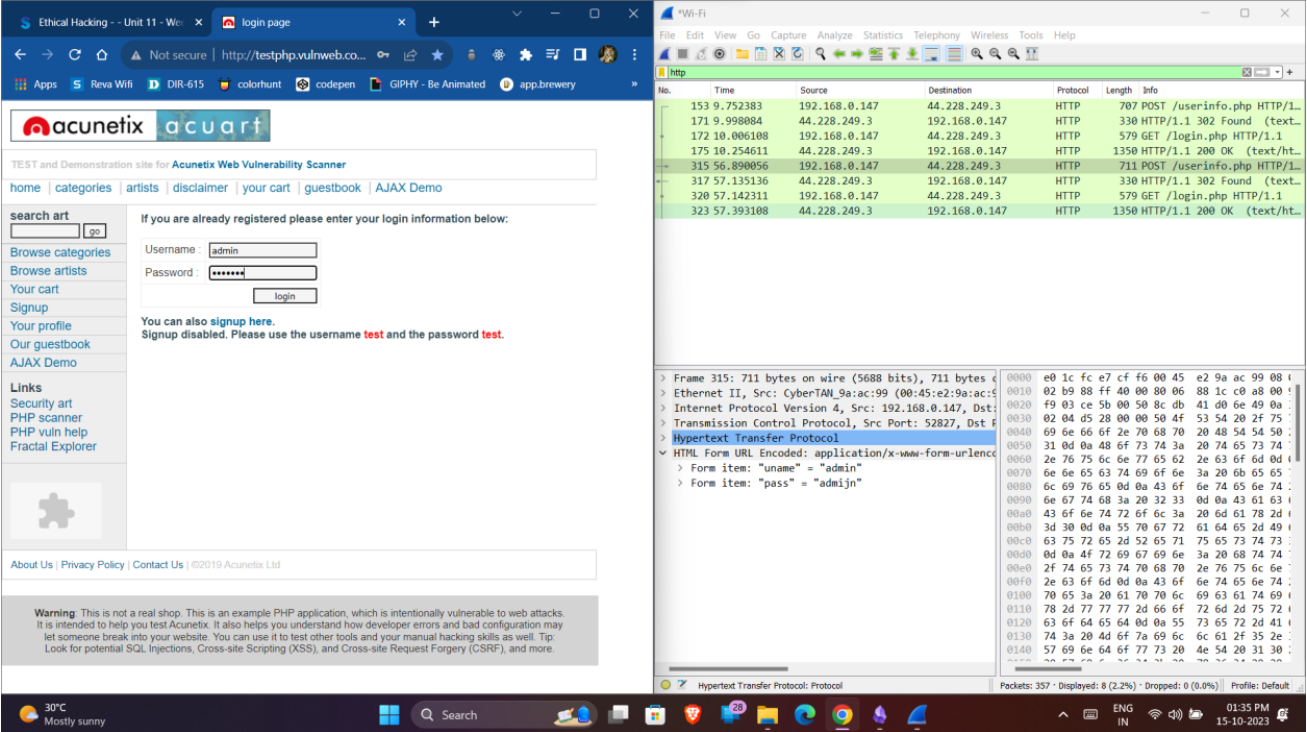 Ethical Hacking - - Unit 11 - We
login page
Not secure | http://testphp.vulnweb.co...
Apps
Reva Wifi
DIR-615
colorhunt
codepen
GIPHY - Be Animated
app.brewery
»
acunetix acuart
TEST and Demonstration site for Acunetix Web Vulnerability Scanner
home | categories | artists | disclaimer | your cart | guestbook | AJAX Demo
search art
go
Browse categories
Browse artists
Your cart
Signup
Your profile
Our guestbook
AJAX Demo
Links
Security art
PHP scanner
PHP vuln help
Fractal Explorer
If you are already registered please enter your login information below:
Username : admin
Password : •••••••
login
You can also signup here.
Signup disabled. Please use the username test and the password test.
About Us | Privacy Policy | Contact Us | ©2019 Acunetix Ltd
Warning: This is not a real shop. This is an example PHP application, which is intentionally vulnerable to web attacks.
It is intended to help you test Acunetix. It also helps you understand how developer errors and bad configuration may
let someone break into your website. You can use it to test other tools and your manual hacking skills as well. Tip:
Look for potential SQL Injections, Cross-site Scripting (XSS), and Cross-site Request Forgery (CSRF), and more.
*Wi-Fi
File Edit View Go Capture Analyze Statistics Telephony Wireless Tools Help
http
No. Time Source Destination Protocol Length Info
153 9.752383 192.168.0.147 44.228.249.3 HTTP 707 POST /userinfo.php HTTP/1...
171 9.998084 44.228.249.3 192.168.0.147 HTTP 330 HTTP/1.1 302 Found (text...
172 10.006108 192.168.0.147 44.228.249.3 HTTP 579 GET /login.php HTTP/1.1
175 10.254611 44.228.249.3 192.168.0.147 HTTP 1350 HTTP/1.1 200 OK (text/ht...
315 56.890056 192.168.0.147 44.228.249.3 HTTP 711 POST /userinfo.php HTTP/1...
317 57.135136 44.228.249.3 192.168.0.147 HTTP 330 HTTP/1.1 302 Found (text...
320 57.142311 192.168.0.147 44.228.249.3 HTTP 579 GET /login.php HTTP/1.1
323 57.393108 44.228.249.3 192.168.0.147 HTTP 1350 HTTP/1.1 200 OK (text/ht...
Frame 315: 711 bytes on wire (5688 bits), 711 bytes
Ethernet II, Src: CyberTAN_9a:ac:99 (00:45:e2:9a:ac:9
Internet Protocol Version 4, Src: 192.168.0.147, Dst:
Transmission Control Protocol, Src Port: 52827, Dst P
Hypertext Transfer Protocol
HTML Form URL Encoded: application/x-www-form-urlenco
Form item: "uname" = "admin"
Form item: "pass" = "admijn"
0000 e0 1c fc e7 cf f6 00 45 e2 9a ac 99 08
0010 02 b9 88 ff 40 00 80 06 88 1c c0 a8 00
0020 f9 03 ce 5b 00 50 8c db 41 d0 6e 49 0a
0030 02 04 d5 28 00 00 50 4f 53 54 20 2f 75
0040 69 6e 66 6f 2e 70 68 70 20 48 54 54 50
0050 31 0d 0a 48 6f 73 74 3a 20 74 65 73 74
0060 2e 76 75 6c 6e 77 65 62 2e 63 6f 6d 0d
0070 6e 6e 65 63 74 69 6f 6e 3a 20 6b 65 65
0080 6c 69 76 65 0d 0a 43 6f 6e 74 65 6e 74
0090 6e 67 74 68 3a 20 32 33 0d 0a 43 61 63
00a0 43 6f 6e 74 72 6f 6c 3a 20 6d 61 78 2d
00b0 3d 30 0d 0a 55 70 67 72 61 64 65 2d 49
00c0 63 75 72 65 2d 52 65 71 75 65 73 74 73
00d0 0d 0a 4f 72 69 67 69 6e 3a 20 68 74 74
00e0 2f 74 65 73 74 70 68 70 2e 76 75 6c 6e
00f0 2e 63 6f 6d 0d 0a 43 6f 6e 74 65 6e 74
0100 70 65 3a 20 61 70 70 6c 69 63 61 74 69
0110 78 2d 77 77 77 2d 66 6f 72 6d 2d 75 72
0120 63 6f 64 65 64 0d 0a 55 73 65 72 2d 41
0130 74 3a 20 4d 6f 7a 69 6c 6c 61 2f 35 2e
0140 57 69 6e 64 6f 77 73 20 4e 54 20 31 30
Hypertext Transfer Protocol: Protocol
Packets: 357 · Displayed: 8 (2.2%) · Dropped: 0 (0.0%)
Profile: Default
30°C
Mostly sunny
Search
28
ENG
IN
01:35 PM
15-10-2023